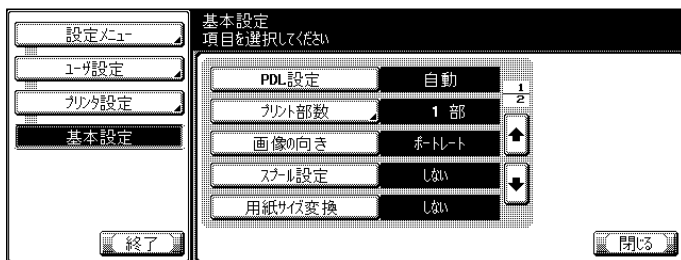 設定メニュー
ユーザ設定
プリンタ設定
基本設定
終了
基本設定
項目を選択してください
PDL設定 自動
プリント部数 1 部
画像の向き ポートレート
スプール設定 しない
用紙サイズ変換 しない
1
2
閉じる